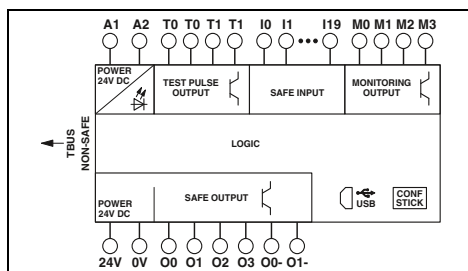 A1 A2 T0 T0 T1 T1 I0 I1 I19 M0 M1 M2 M3
POWER
24V DC
TEST PULSE
OUTPUT
SAFE INPUT
MONITORING
OUTPUT
TBUS
NON-SAFE
LOGIC
POWER
24V DC
SAFE OUTPUT
USB
CONF
STICK
24V 0V O0 O1 O2 O3 O0- O1-